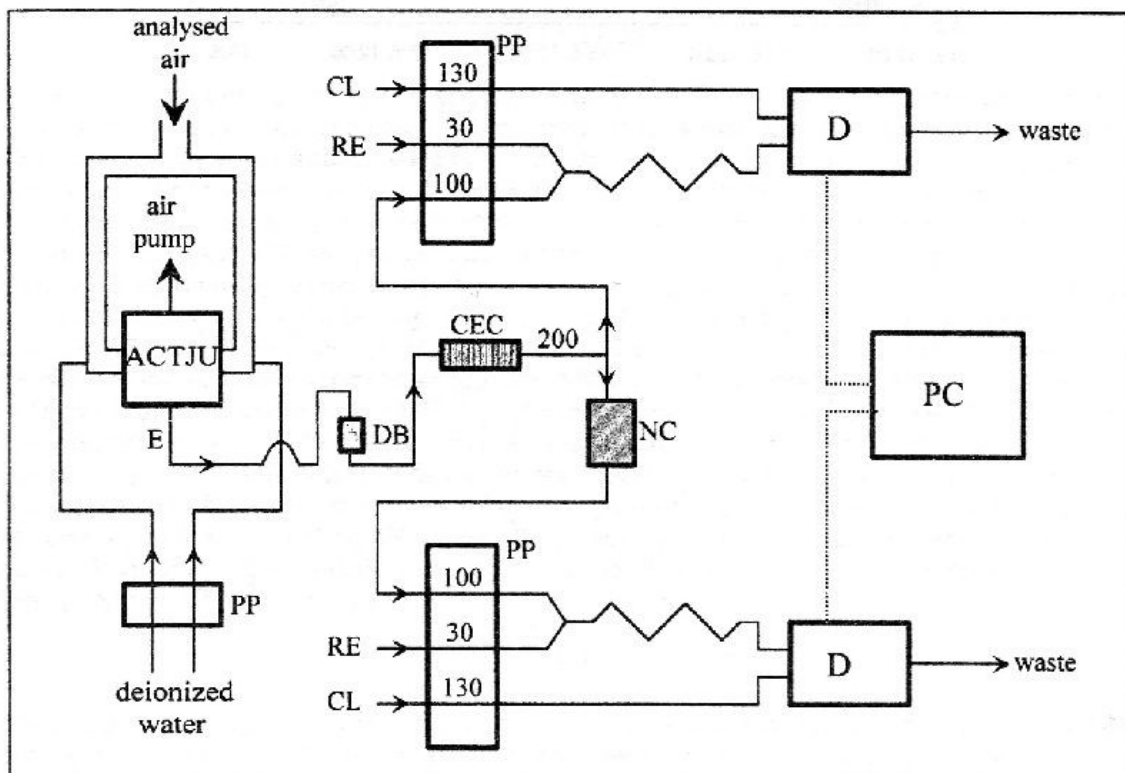 analysed
air
air
pump
ACTJU
E
DB
CEC
200
NC
PP
deionized
water
PP
CL
130
RE
30
100
D
waste
PC
PP
100
RE
30
CL
130
D
waste